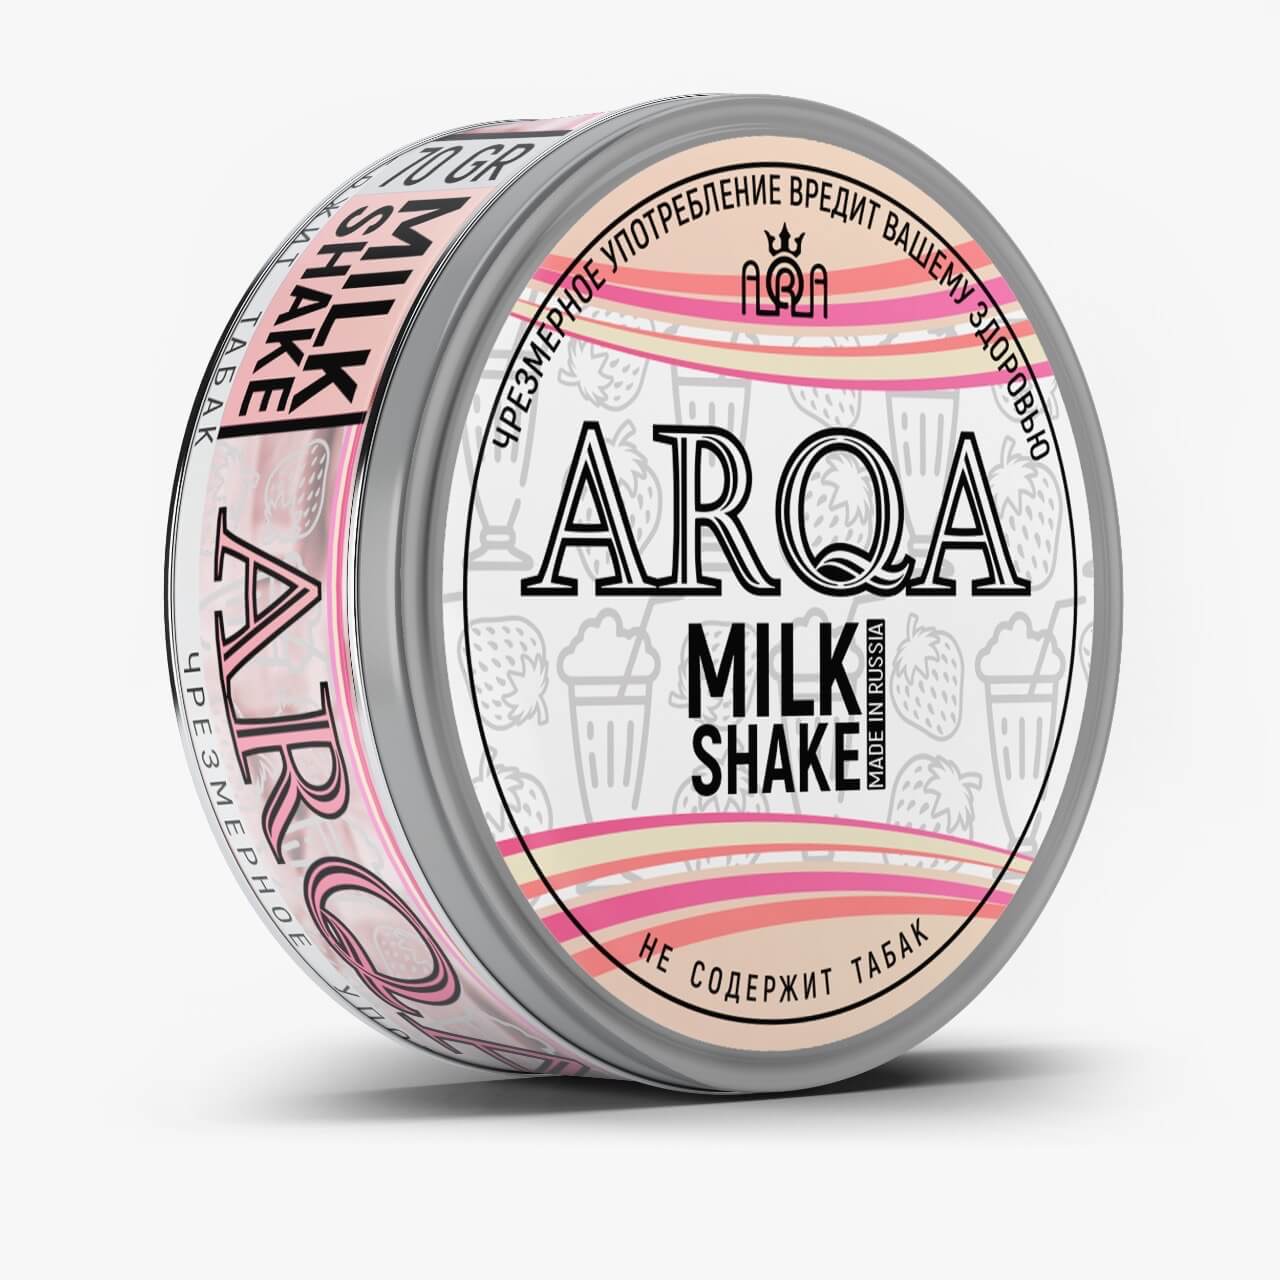 ЧРЕЗМЕРНОЕ УПОТРЕБЛЕНИЕ ВРЕДИТ ВАШЕМУ ЗДОРОВЬЮ
ARQA
ARQA
MILK
SHAKE
MADE IN RUSSIA
НЕ СОДЕРЖИТ ТАБАК
70 GR
MILK
SHAKE
ТАБАК
ARQA
ЧРЕЗМЕРНОЕ